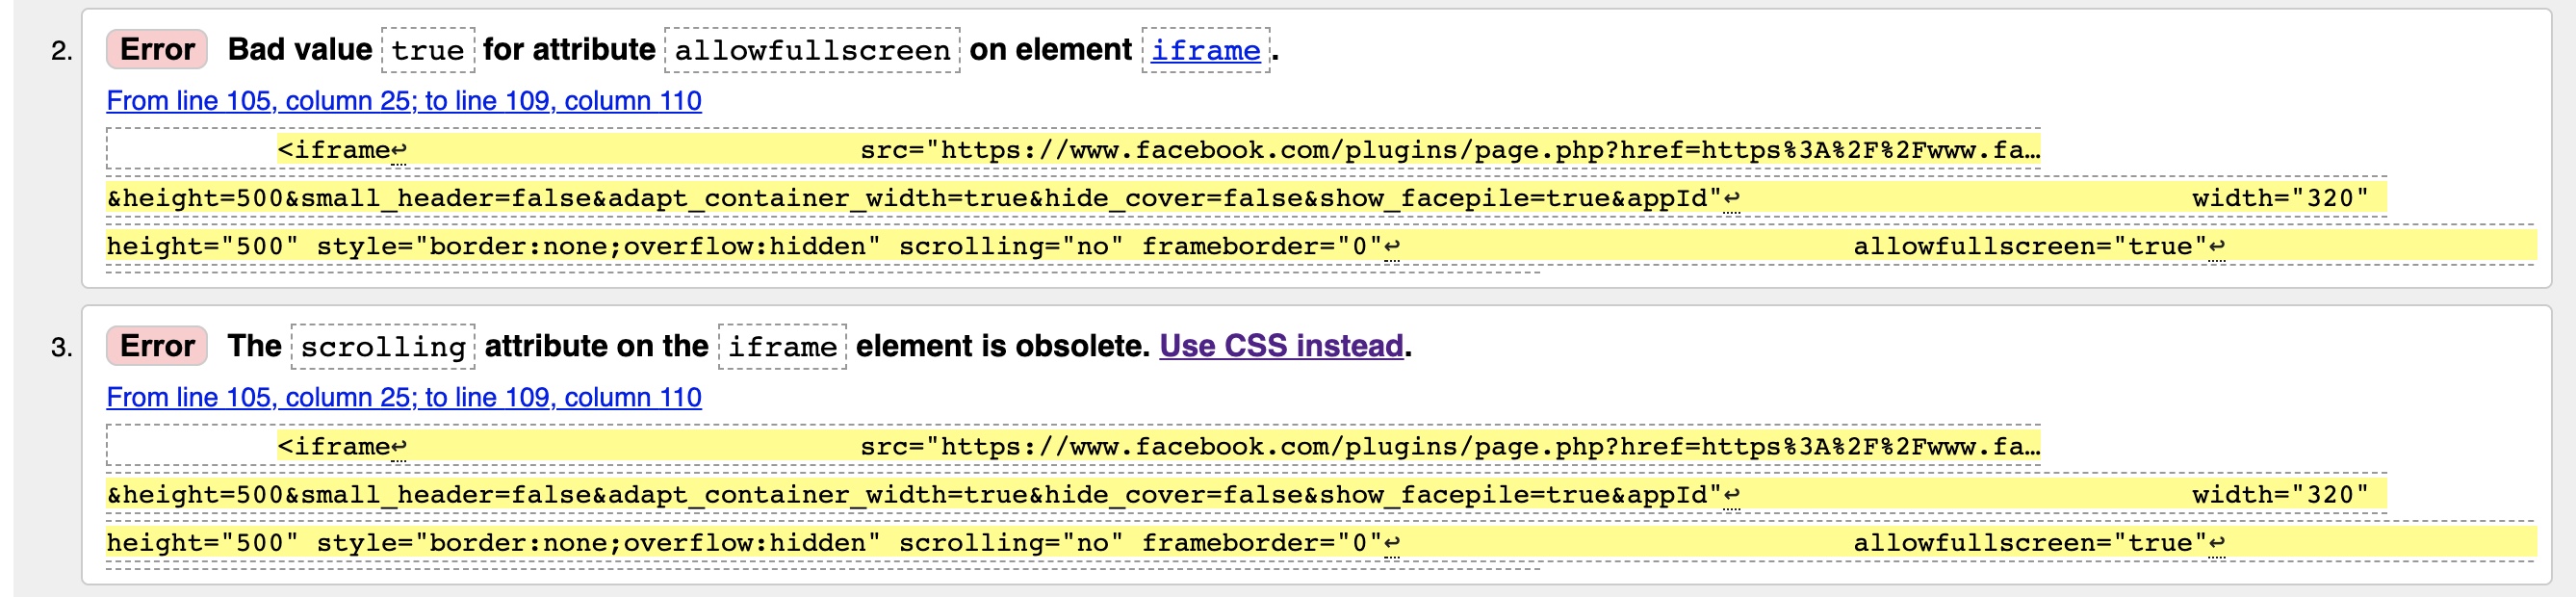 2. Error Bad value true for attribute allowfullscreen on element iframe.
From line 105, column 25; to line 109, column 110
<iframe↩ src="https://www.facebook.com/plugins/page.php?href=https%3A%2F%2Fwww.fa…
&height=500&small_header=false&adapt_container_width=true&hide_cover=false&show_facepile=true&appId"↩ width="320"
height="500" style="border:none;overflow:hidden" scrolling="no" frameborder="0"↩ allowfullscreen="true"↩
3. Error The scrolling attribute on the iframe element is obsolete. Use CSS instead.
From line 105, column 25; to line 109, column 110
<iframe↩ src="https://www.facebook.com/plugins/page.php?href=https%3A%2F%2Fwww.fa…
&height=500&small_header=false&adapt_container_width=true&hide_cover=false&show_facepile=true&appId"↩ width="320"
height="500" style="border:none;overflow:hidden" scrolling="no" frameborder="0"↩ allowfullscreen="true"↩